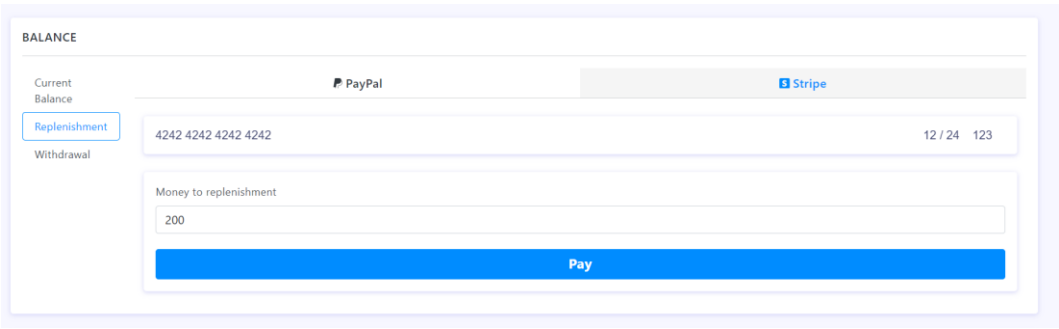 BALANCE
Current
Balance
Replenishment
Withdrawal
PayPal
Stripe
4242 4242 4242 4242 12 / 24 123
Money to replenishment
200
Pay